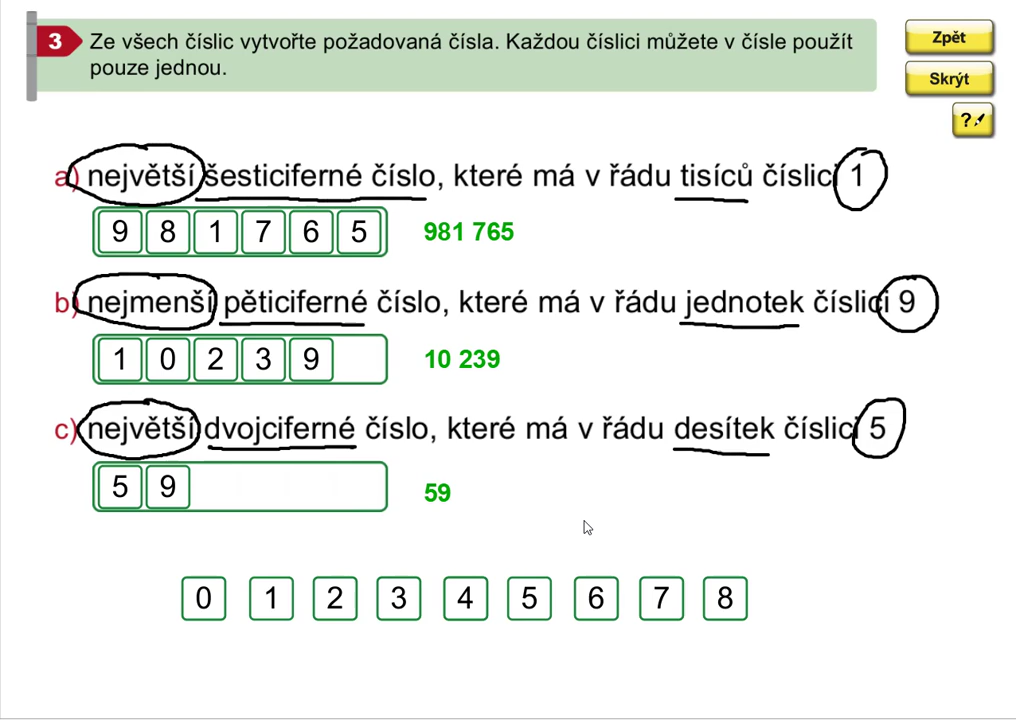 3 Ze všech číslic vytvořte požadovaná čísla. Každou číslici můžete v čísle použít
pouze jednou.
Zpět
Skrýt
?
a) největší šesticiferné číslo, které má v řádu tisíců číslici 1
9 8 1 7 6 5 981 765
b) nejmenší pěticiferné číslo, které má v řádu jednotek číslici 9
1 0 2 3 9 10 239
c) největší dvojciferné číslo, které má v řádu desítek číslici 5
5 9 59
0 1 2 3 4 5 6 7 8